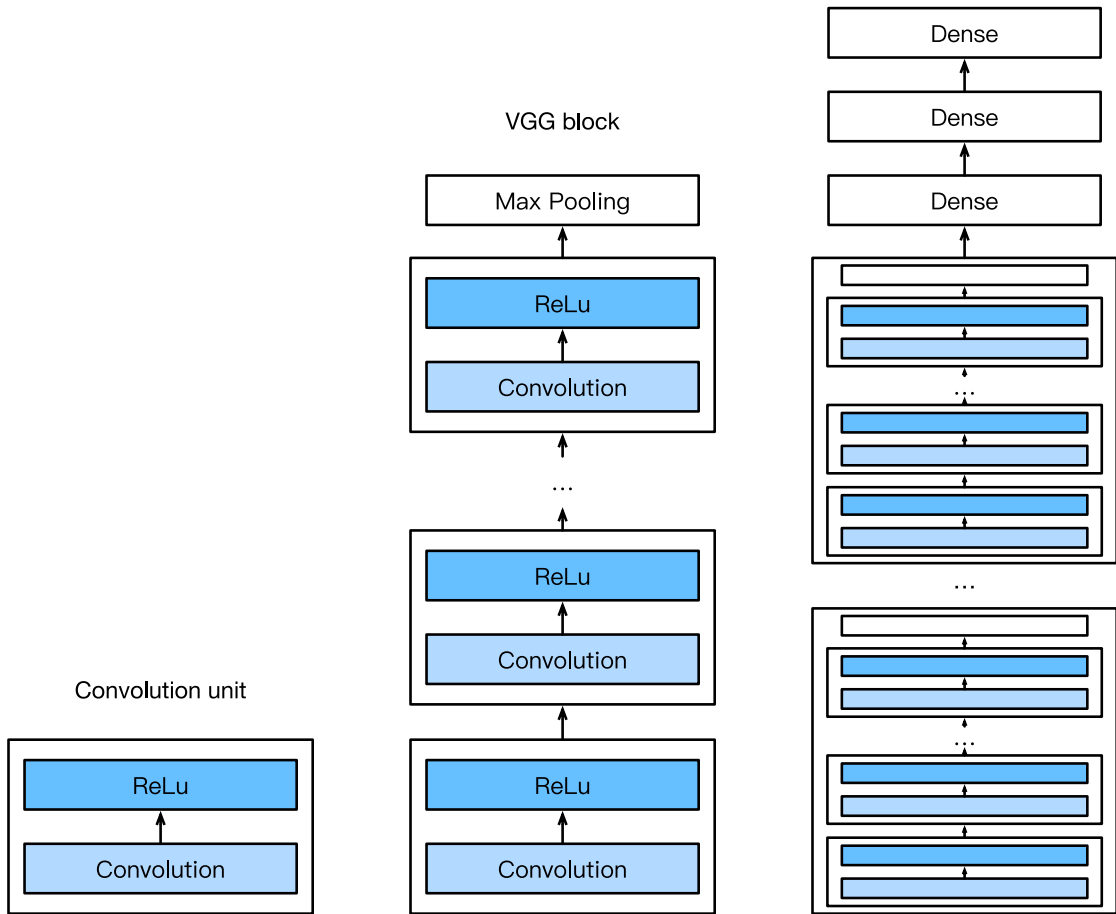 Convolution unit
ReLu
Convolution
VGG block
Max Pooling
ReLu
Convolution
...
ReLu
Convolution
ReLu
Convolution
Dense
Dense
Dense
...
...
...